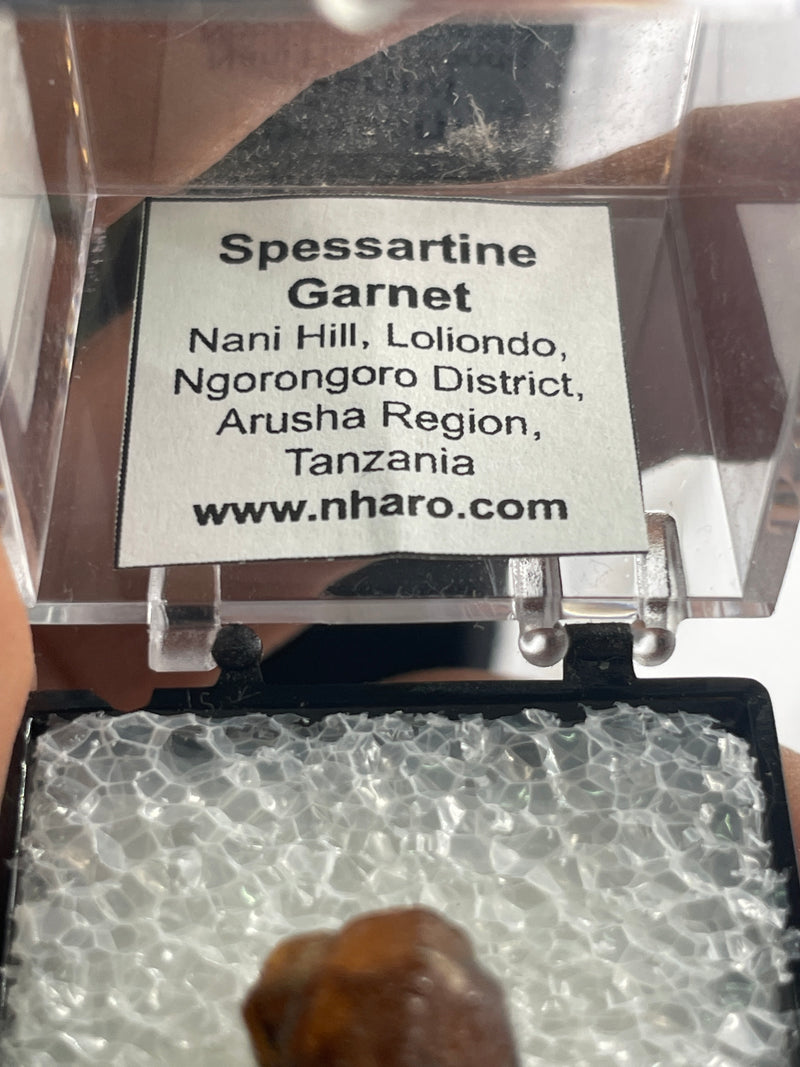 Spessartine
Garnet
Nani Hill, Loliondo,
Ngorongoro District,
Arusha Region,
Tanzania
www.nharo.com